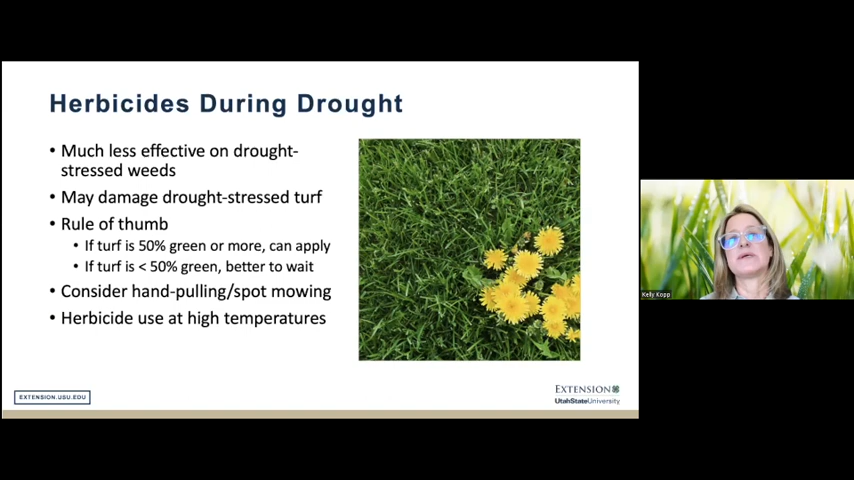 Herbicides During Drought
• Much less effective on drought-
stressed weeds
• May damage drought-stressed turf
• Rule of thumb
• If turf is 50% green or more, can apply
• If turf is < 50% green, better to wait
• Consider hand-pulling/spot mowing
• Herbicide use at high temperatures
Kelly Kopp
EXTENSION.USU.EDU
EXTENSION
UtahStateUniversity